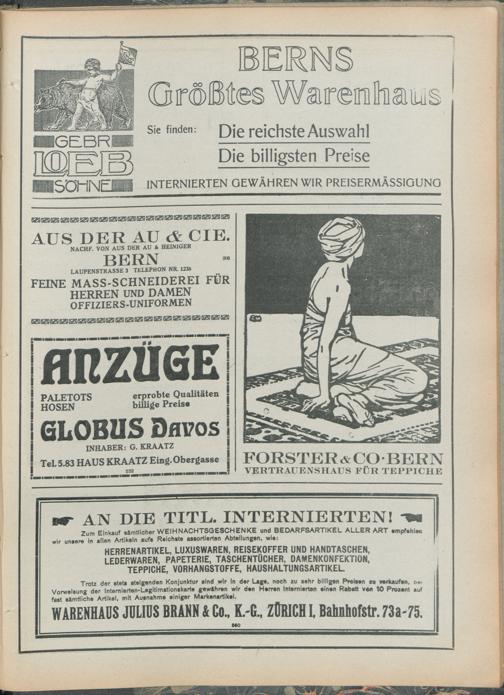 BERNS
Größtes Warenhaus
Sie finden: Die reichste Auswahl
Die billigsten Preise
GEBR
LOEB
SÖHNE
INTERNIERTEN GEWÄHREN WIR PREISERMÄSSIGUNG
AUS DER AU & CIE.
NACHF. VON AUS DER AU & HEINIGER
BERN
LAUPENSTRASSE 3 TELEPHON NR. 1236
FEINE MASS-SCHNEIDEREI FÜR
HERREN UND DAMEN
OFFIZIERS-UNIFORMEN
ANZÜGE
PALETOTS erprobte Qualitäten
HOSEN billige Preise
GLOBUS DAVOS
INHABER: G. KRAATZ
Tel. 5.83 HAUS KRAATZ Eing. Obergasse
FORSTER & CO · BERN
VERTRAUENSHAUS FÜR TEPPICHE
AN DIE TITL. INTERNIERTEN!
Zum Einkauf sämtlicher WEIHNACHTSGESCHENKE und BEDARFSARTIKEL ALLER ART empfehlen
wir unsere in allen Artikeln aufs Reichste assortierten Abteilungen, wie:
HERRENARTIKEL, LUXUSWAREN, REISEKOFFER UND HANDTASCHEN,
LEDERWAREN, PAPETERIE, TASCHENTÜCHER, DAMENKONFEKTION,
TEPPICHE, VORHANGSTOFFE, HAUSHALTUNGSARTIKEL.
Trotz der stets steigenden Konjunktur sind wir in der Lage, noch zu sehr billigen Preisen zu verkaufen, bei
Vorweisung der Internierten-Legitimationskarte gewähren wir den Herren Internierten einen Rabatt von 10 Prozent auf
fast sämtliche Artikel, mit Ausnahme einiger Markenartikel.
WARENHAUS JULIUS BRANN & Co., K.-G., ZÜRICH I, Bahnhofstr. 73a-75.